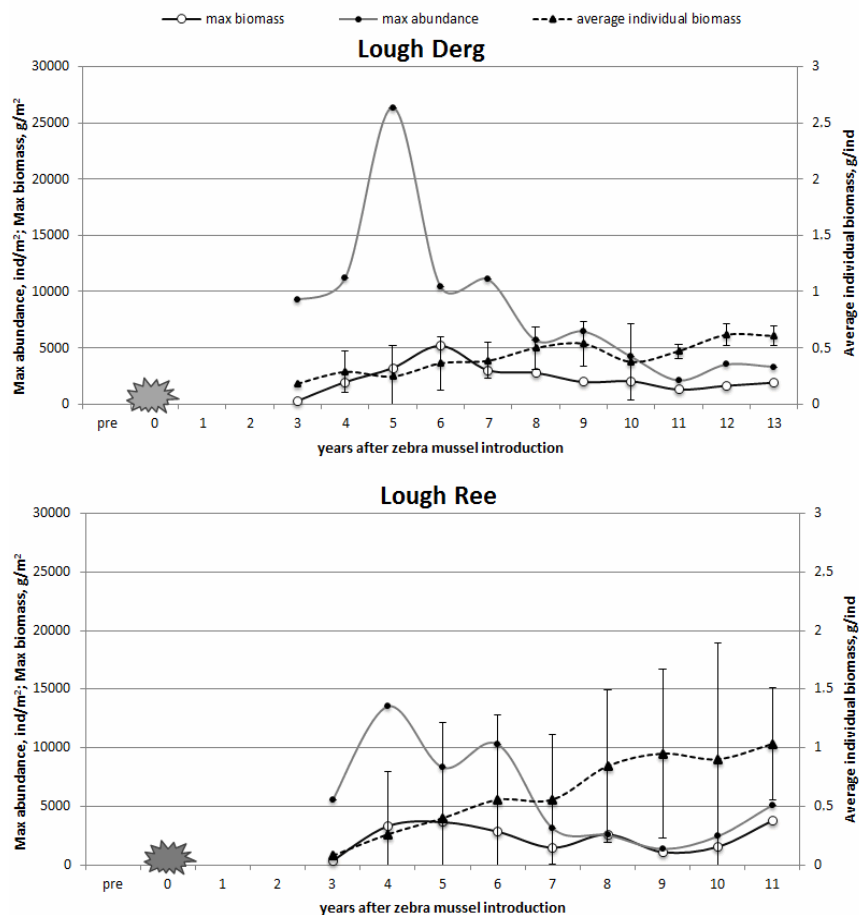 max biomass max abundance average individual biomass
Lough Derg
Max abundance, ind/m²; Max biomass, g/m²
30000
25000
20000
15000
10000
5000
0
3
2.5
2
1.5
1
0.5
0
Average individual biomass, g/ind
pre 0 1 2 3 4 5 6 7 8 9 10 11 12 13
years after zebra mussel introduction
Lough Ree
Max abundance, ind/m²; Max biomass, g/m²
30000
25000
20000
15000
10000
5000
0
3
2.5
2
1.5
1
0.5
0
Average individual biomass, g/ind
pre 0 1 2 3 4 5 6 7 8 9 10 11
years after zebra mussel introduction